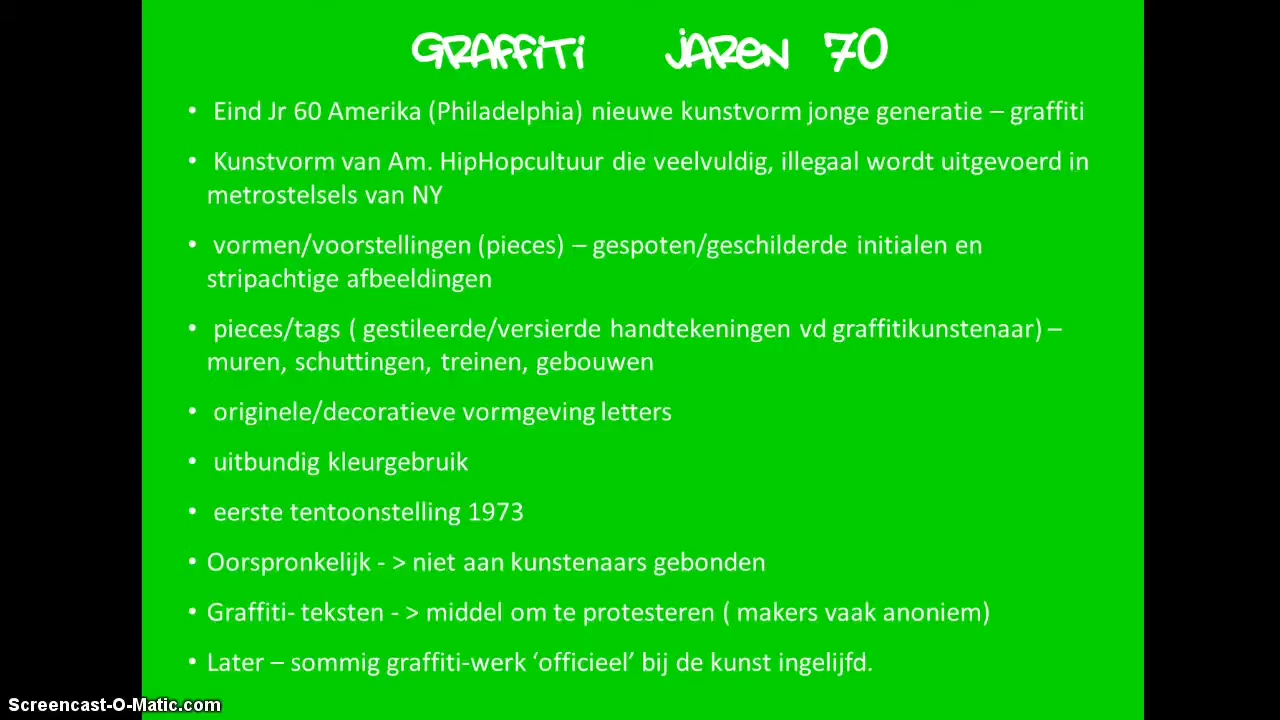 GRAFFITI JAREN 70
• Eind Jr 60 Amerika (Philadelphia) nieuwe kunstvorm jonge generatie – graffiti
• Kunstvorm van Am. HipHopcultuur die veelvuldig, illegaal wordt uitgevoerd in
metrostelsels van NY
• vormen/voorstellingen (pieces) – gespoten/geschilderde initialen en
stripachtige afbeeldingen
• pieces/tags ( gestileerde/versierde handtekeningen vd graffitikunstenaar) –
muren, schuttingen, treinen, gebouwen
• originele/decoratieve vormgeving letters
• uitbundig kleurgebruik
• eerste tentoonstelling 1973
• Oorspronkelijk - > niet aan kunstenaars gebonden
• Graffiti- teksten - > middel om te protesteren ( makers vaak anoniem)
• Later – sommig graffiti-werk ‘officieel’ bij de kunst ingelijfd.
Screencast-O-Matic.com